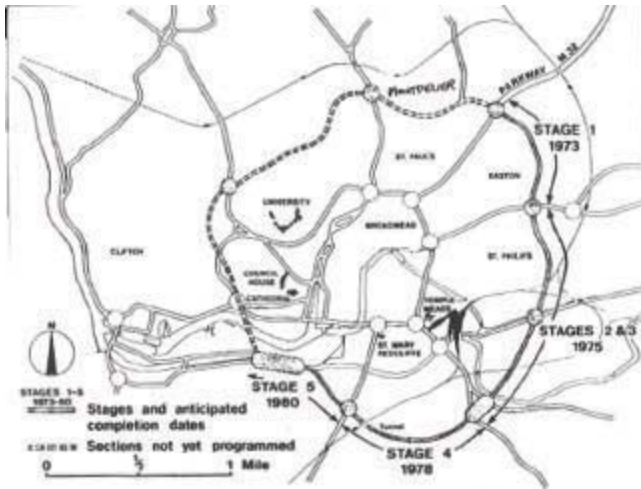 MONTPELIER
PARKWAY M 32
STAGE 1
1973
ST. PAUL'S
EASTON
UNIVERSITY
BROADMEAD
CLIFTON
ST. PHILIPS
COUNCIL
HOUSE
CATHEDRAL
TEMPLE
MEADS
STAGES 2 & 3
1975
N
ST. MARY
REDCLIFFE
STAGES 1-5
1973-80
STAGE 5
1980
Stages and anticipated
completion dates
Tunnel
Sections not yet programmed
STAGE 4
1978
0 ½ 1 Mile